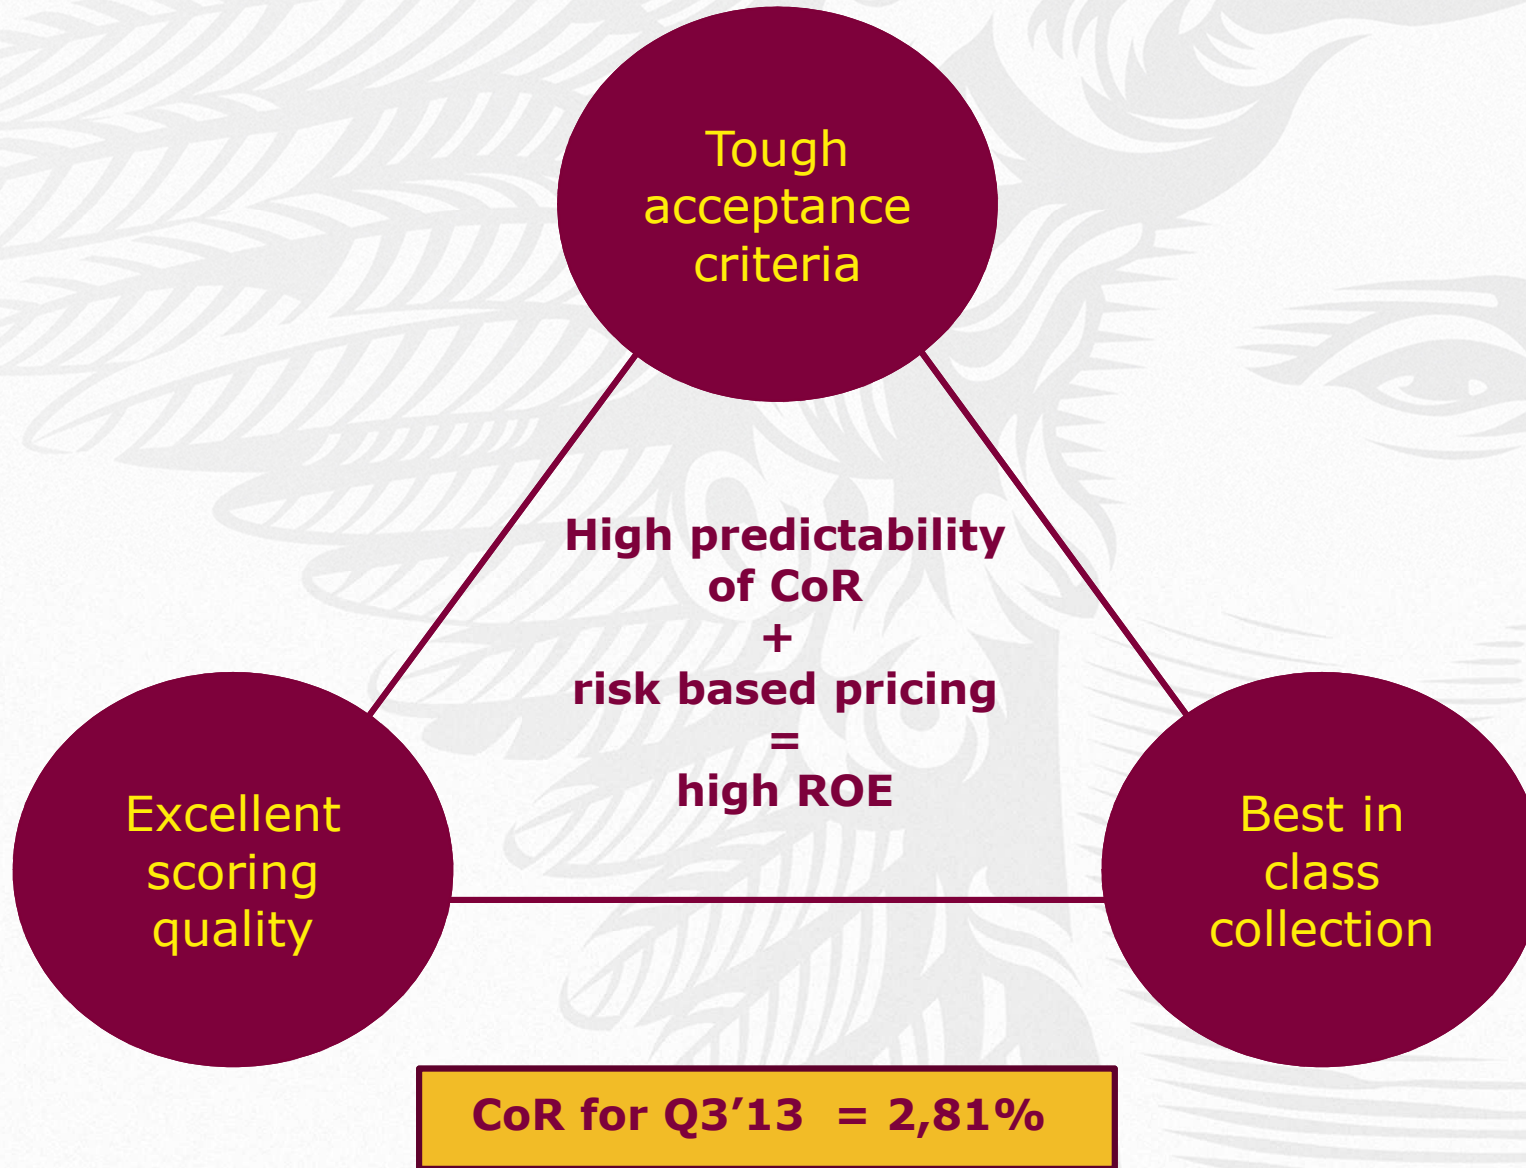 Tough
acceptance
criteria
High predictability
of CoR
+
risk based pricing
=
high ROE
Excellent
scoring
quality
Best in
class
collection
CoR for Q3’13  = 2,81%